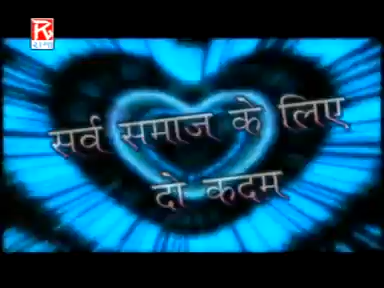 सर्व समाज के लिए
दो कदम